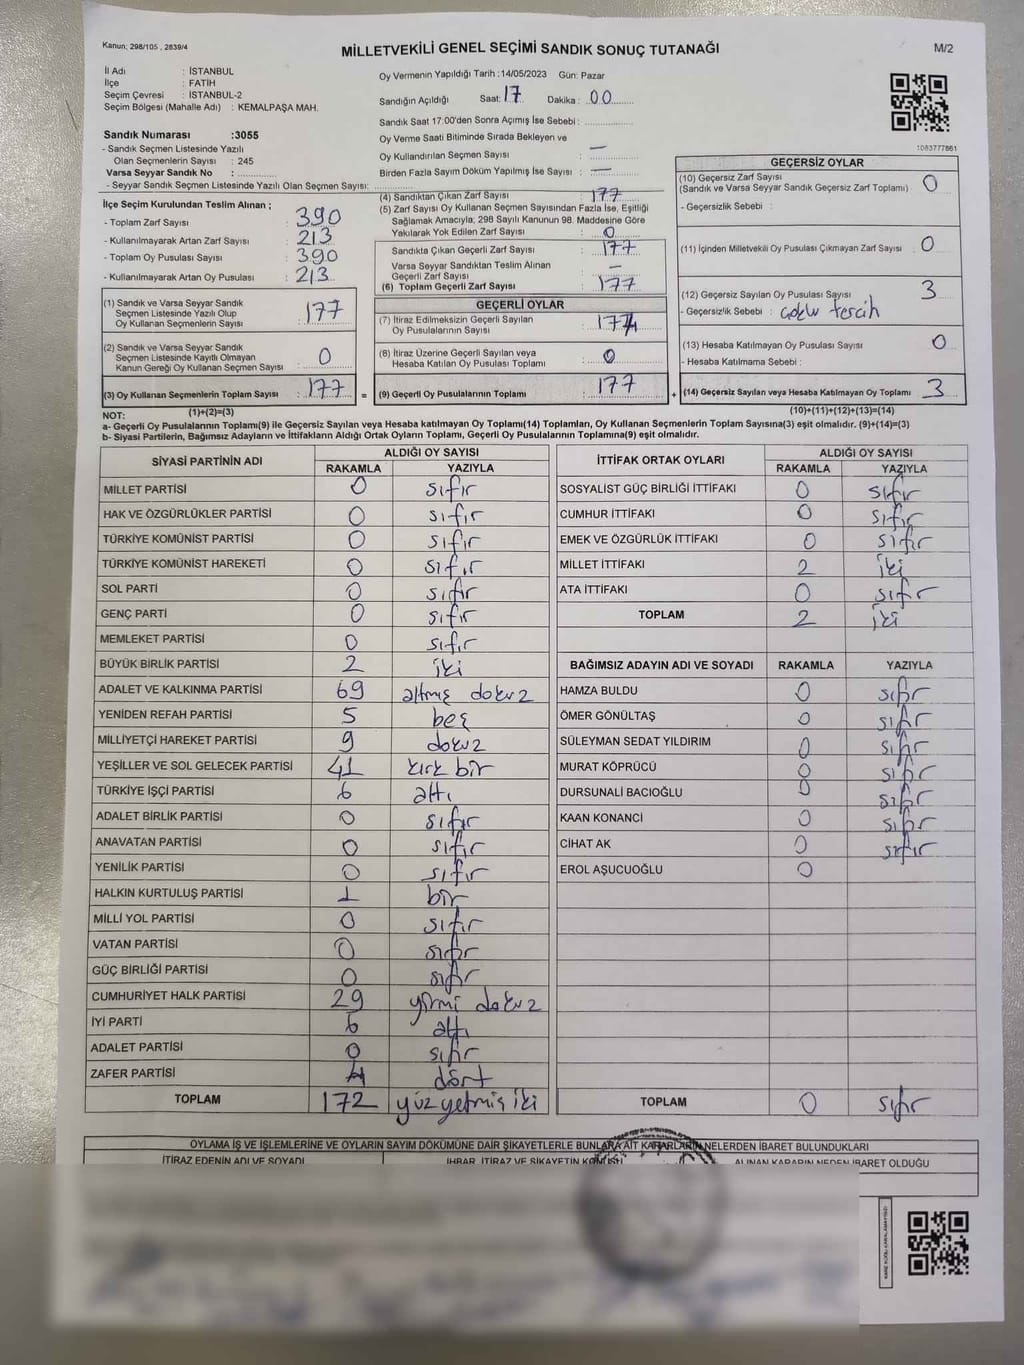 Kanun; 298/105 , 2839/4
MİLLETVEKİLİ GENEL SEÇİMİ SANDIK SONUÇ TUTANAĞI
M/2
İl Adı : İSTANBUL
İlçe : FATİH
Seçim Çevresi : İSTANBUL-2
Seçim Bölgesi (Mahalle Adı) : KEMALPAŞA MAH.
Oy Vermenin Yapıldığı Tarih :14/05/2023 Gün: Pazar
Sandığın Açıldığı Saat: 17 Dakika : 00
Sandık Saat 17:00'den Sonra Açımış İse Sebebi :
Oy Verme Saati Bitiminde Sırada Bekleyen ve
Oy Kullandırılan Seçmen Sayısı : —
Birden Fazla Sayım Döküm Yapılmış İse Sayısı : —
1083777861
Sandık Numarası :3055
- Sandık Seçmen Listesinde Yazılı
Olan Seçmenlerin Sayısı : 245
Varsa Seyyar Sandık No :
- Seyyar Sandık Seçmen Listesinde Yazılı Olan Seçmen Sayısı:
İlçe Seçim Kurulundan Teslim Alınan ;
- Toplam Zarf Sayısı : 390
- Kullanılmayarak Artan Zarf Sayısı : 213
- Toplam Oy Pusulası Sayısı : 390
- Kullanılmayarak Artan Oy Pusulası : 213
(1) Sandık ve Varsa Seyyar Sandık
Seçmen Listesinde Yazılı Olup
Oy Kullanan Seçmenlerin Sayısı : 177
(2) Sandık ve Varsa Seyyar Sandık
Seçmen Listesinde Kayıtlı Olmayan
Kanun Gereği Oy Kullanan Seçmen Sayısı : 0
(3) Oy Kullanan Seçmenlerin Toplam Sayısı : 177
(4) Sandıktan Çıkan Zarf Sayısı : 177
(5) Zarf Sayısı Oy Kullanan Seçmen Sayısından Fazla İse, Eşitliği
Sağlamak Amacıyla; 298 Sayılı Kanunun 98. Maddesine Göre
Yakılarak Yok Edilen Zarf Sayısı : 0
Sandıkta Çıkan Geçerli Zarf Sayısı : 177
Varsa Seyyar Sandıktan Teslim Alınan
Geçerli Zarf Sayısı : —
(6) Toplam Geçerli Zarf Sayısı : 177
GEÇERLİ OYLAR
(7) İtiraz Edilmeksizin Geçerli Sayılan
Oy Pusulalarının Sayısı :
(8) İtiraz Üzerine Geçerli Sayılan veya
Hesaba Katılan Oy Pusulası Toplamı : 0
= (9) Geçerli Oy Pusulalarının Toplamı : 177
GEÇERSİZ OYLAR
(10) Geçersiz Zarf Sayısı
(Sandık ve Varsa Seyyar Sandık Geçersiz Zarf Toplamı) : 0
- Geçersizlik Sebebi :
(11) İçinden Milletvekili Oy Pusulası Çıkmayan Zarf Sayısı : 0
(12) Geçersiz Sayılan Oy Pusulası Sayısı : 3
- Geçersizlik Sebebi : çoklu tercih
(13) Hesaba Katılmayan Oy Pusulası Sayısı : 0
- Hesaba Katılmama Sebebi :
+ (14) Geçersiz Sayılan veya Hesaba Katılmayan Oy Toplamı : 3
NOT: (1)+(2)=(3)
(10)+(11)+(12)+(13)=(14)
a- Geçerli Oy Pusulalarının Toplamı(9) ile Geçersiz Sayılan veya Hesaba katılmayan Oy Toplamı(14) Toplamları, Oy Kullanan Seçmenlerin Toplam Sayısına(3) eşit olmalıdır. (9)+(14)=(3)
b- Siyasi Partilerin, Bağımsız Adayların ve İttifakların Aldığı Ortak Oyların Toplamı, Geçerli Oy Pusulalarının Toplamına(9) eşit olmalıdır.
SİYASİ PARTİNİN ADI
ALDIĞI OY SAYISI
RAKAMLA YAZIYLA
MİLLET PARTİSİ 0 sıfır
HAK VE ÖZGÜRLÜKLER PARTİSİ 0 sıfır
TÜRKİYE KOMÜNİST PARTİSİ 0 sıfır
TÜRKİYE KOMÜNİST HAREKETİ 0 sıfır
SOL PARTİ 0 sıfır
GENÇ PARTİ 0 sıfır
MEMLEKET PARTİSİ 0 sıfır
BÜYÜK BİRLİK PARTİSİ 2 iki
ADALET VE KALKINMA PARTİSİ 69 altmış dokuz
YENİDEN REFAH PARTİSİ 5 beş
MİLLİYETÇİ HAREKET PARTİSİ 9 dokuz
YEŞİLLER VE SOL GELECEK PARTİSİ 41 kırk bir
TÜRKİYE İŞÇİ PARTİSİ 6 altı
ADALET BİRLİK PARTİSİ 0 sıfır
ANAVATAN PARTİSİ 0 sıfır
YENİLİK PARTİSİ 0 sıfır
HALKIN KURTULUŞ PARTİSİ 1 bir
MİLLİ YOL PARTİSİ 0 sıfır
VATAN PARTİSİ 0 sıfır
GÜÇ BİRLİĞİ PARTİSİ 0 sıfır
CUMHURİYET HALK PARTİSİ 29 yirmi dokuz
İYİ PARTİ 6 altı
ADALET PARTİSİ 0 sıfır
ZAFER PARTİSİ 4 dört
TOPLAM 172 yüz yetmiş iki
İTTİFAK ORTAK OYLARI
ALDIĞI OY SAYISI
RAKAMLA YAZIYLA
SOSYALİST GÜÇ BİRLİĞİ İTTİFAKI 0 sıfır
CUMHUR İTTİFAKI 0 sıfır
EMEK VE ÖZGÜRLÜK İTTİFAKI 0 sıfır
MİLLET İTTİFAKI 2 iki
ATA İTTİFAKI 0 sıfır
TOPLAM 2 iki
BAĞIMSIZ ADAYIN ADI VE SOYADI RAKAMLA YAZIYLA
HAMZA BULDU 0 sıfır
ÖMER GÖNÜLTAŞ 0 sıfır
SÜLEYMAN SEDAT YILDIRIM 0 sıfır
MURAT KÖPRÜCÜ 0 sıfır
DURSUNALİ BACIOĞLU 0 sıfır
KAAN KONANCİ 0 sıfır
CİHAT AK 0 sıfır
EROL AŞUCUOĞLU 0
TOPLAM 0 sıfır
OYLAMA İŞ VE İŞLEMLERİNE VE OYLARIN SAYIM DÖKÜMÜNE DAİR ŞİKAYETLERLE BUNLARA AİT KARARLARIN NELERDEN İBARET BULUNDUKLARI
İTİRAZ EDENİN ADI VE SOYADI
İHBAR, İTİRAZ VE ŞİKAYETİN KONUSU
ALINAN KARARIN NEDEN İBARET OLDUĞU